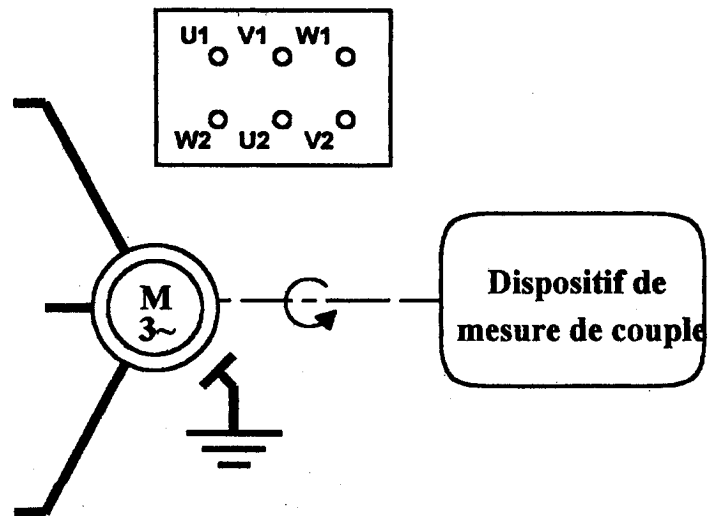 U1 V1 W1
W2 U2 V2
M
3~
Dispositif de
mesure de couple